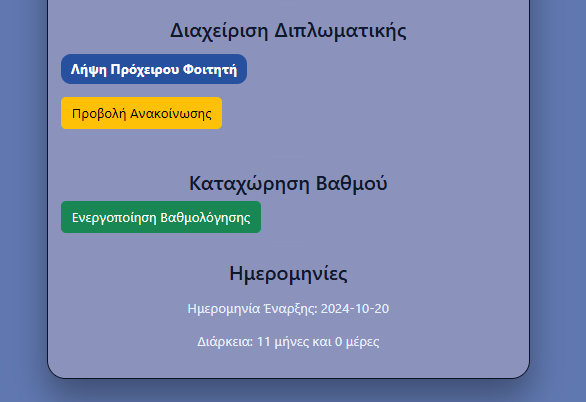 Διαχείριση Διπλωματικής
Λήψη Πρόχειρου Φοιτητή
Προβολή Ανακοίνωσης
Καταχώρηση Βαθμού
Ενεργοποίηση Βαθμολόγησης
Ημερομηνίες
Ημερομηνία Έναρξης: 2024-10-20
Διάρκεια: 11 μήνες και 0 μέρες